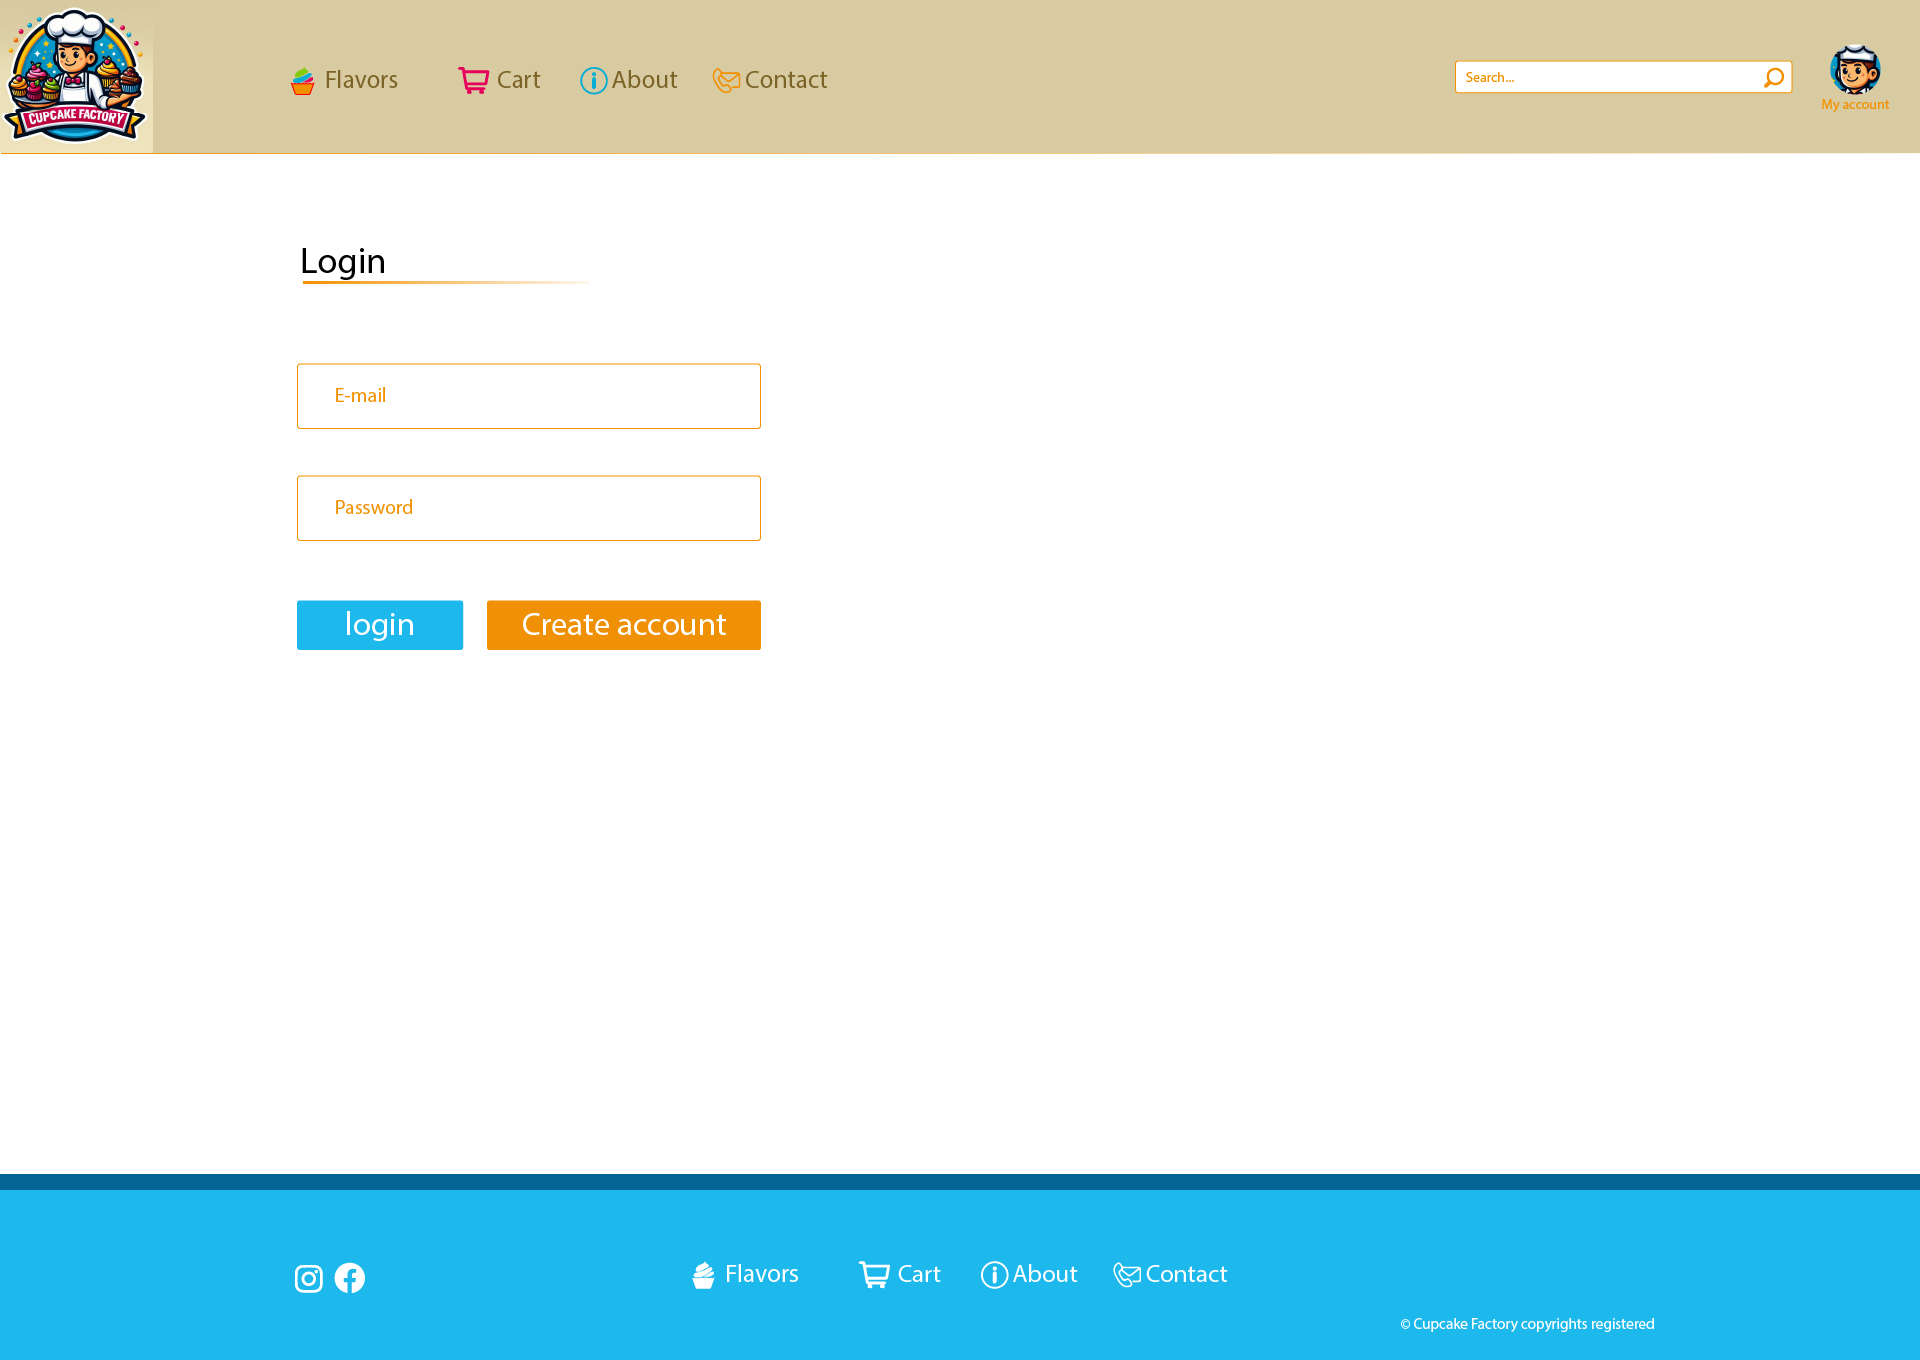 CUPCAKE FACTORY
Flavors
Cart
About
Contact
Search...
My account
Login
E-mail
Password
login
Create account
Flavors
Cart
About
Contact
© Cupcake Factory copyrights registered